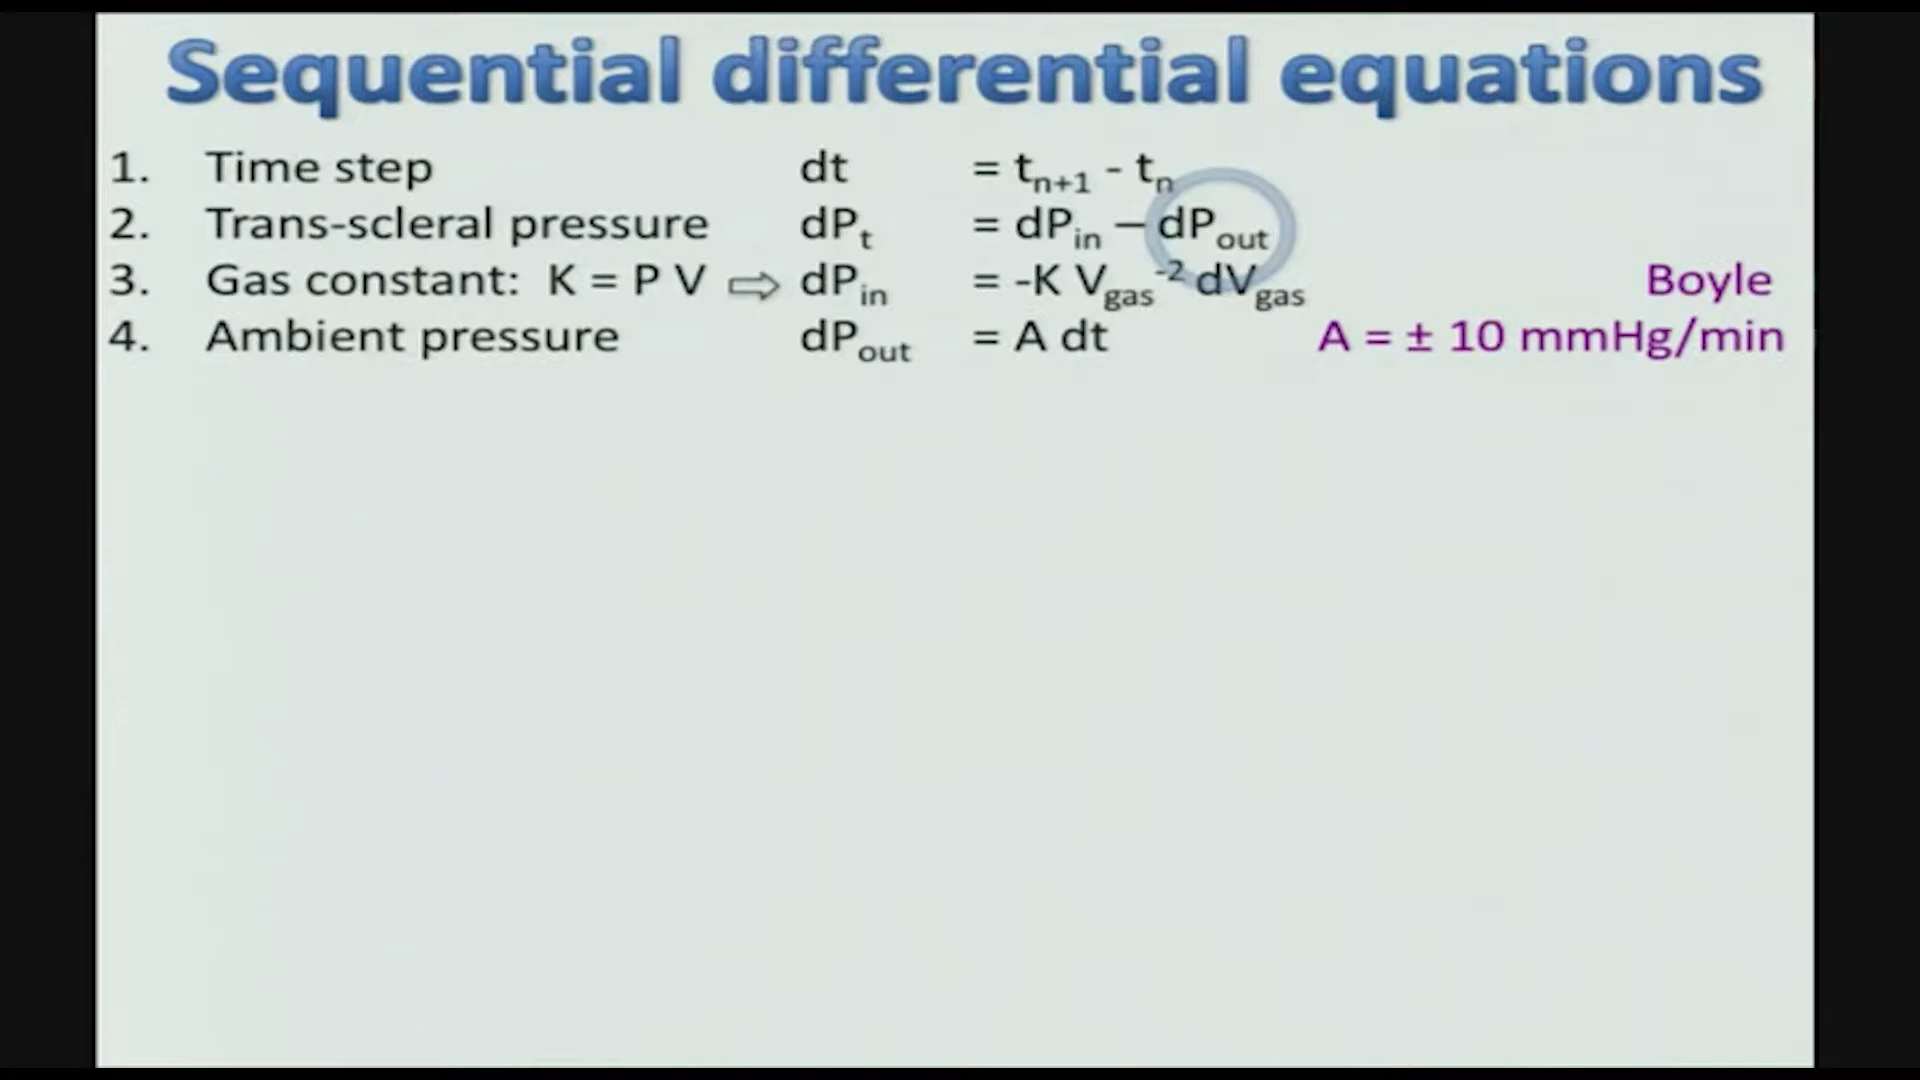 Sequential differential equations
1. Time step dt = tn+1 - tn
2. Trans-scleral pressure dPt = dPin – dPout
3. Gas constant: K = P V ⇨ dPin = -K Vgas-2 dVgas Boyle
4. Ambient pressure dPout = A dt A = ± 10 mmHg/min